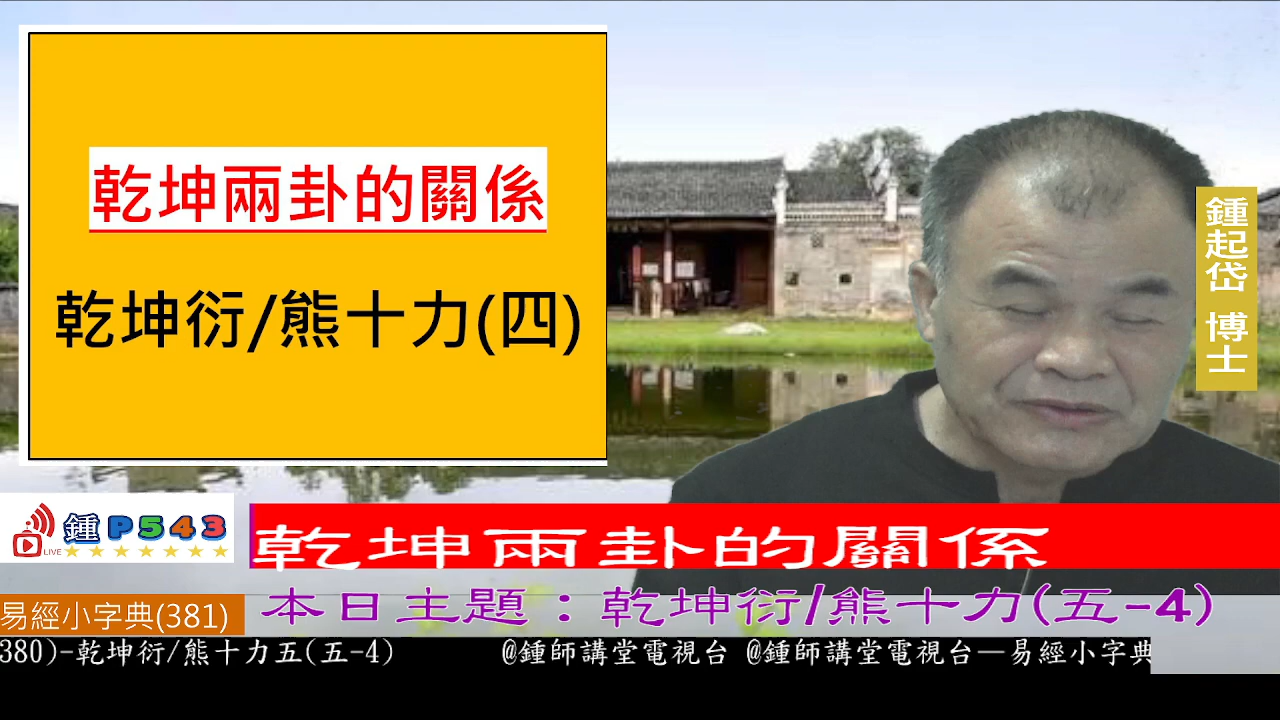 乾坤兩卦的關係
乾坤衍/熊十力(四)
鍾起岱 博士
LIVE
鍾P543
乾坤兩卦的關係
易經小字典(381)
本日主題：乾坤衍/熊十力(五-4)
380)-乾坤衍/熊十力五(五-4) @鍾師講堂電視台 @鍾師講堂電視台—易經小字典